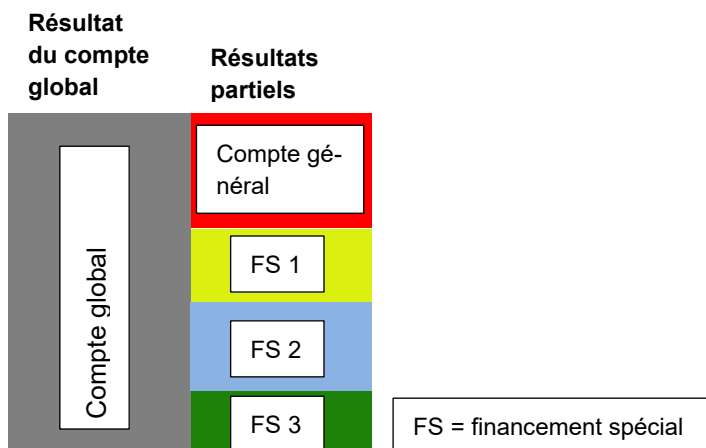 Résultat
du compte
global
Résultats
partiels
Compte global
Compte gé-
néral
FS 1
FS 2
FS 3
FS = financement spécial